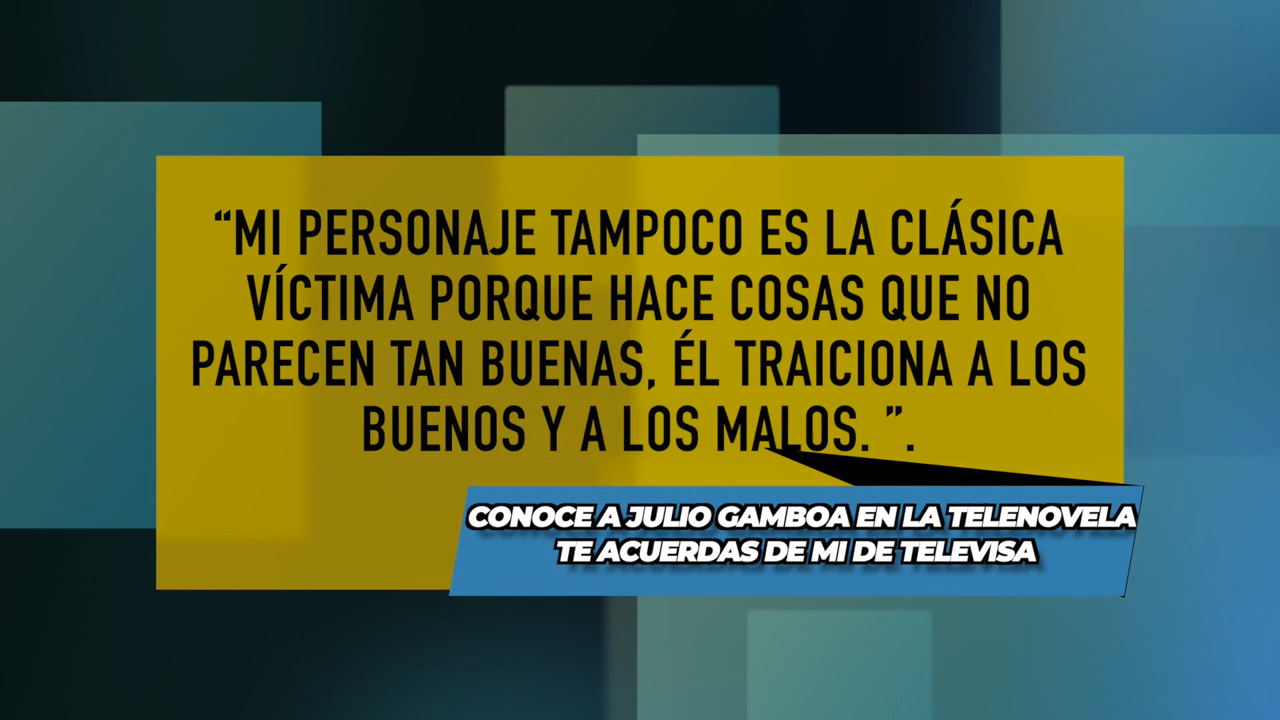 “MI PERSONAJE TAMPOCO ES LA CLÁSICA
VÍCTIMA PORQUE HACE COSAS QUE NO
PARECEN TAN BUENAS, ÉL TRAICIONA A LOS
BUENOS Y A LOS MALOS. ”.
CONOCE A JULIO GAMBOA EN LA TELENOVELA
TE ACUERDAS DE MI DE TELEVISA